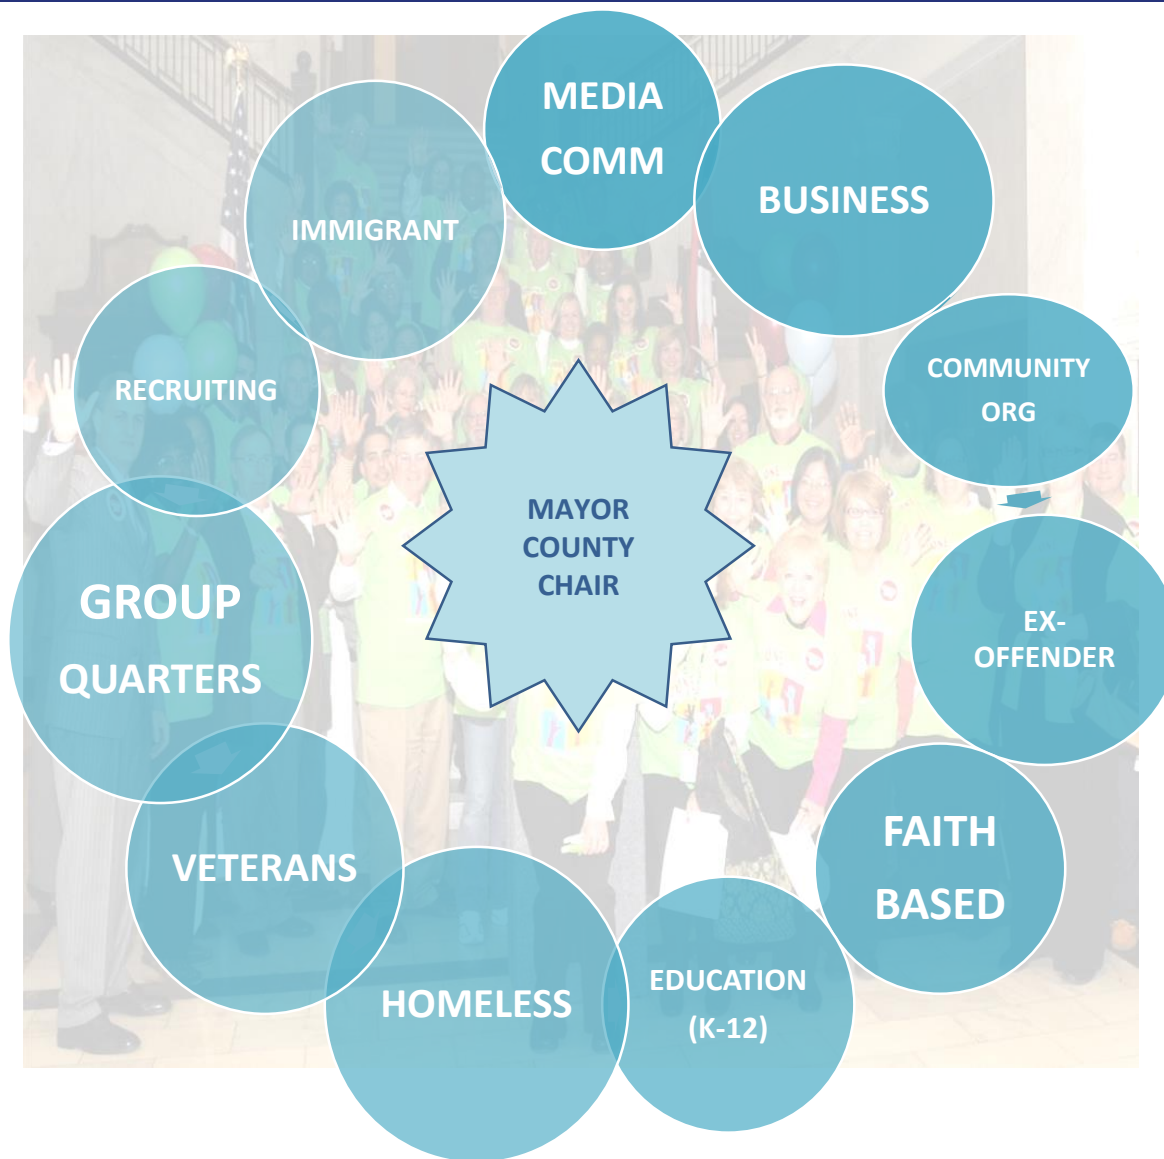 MEDIA
COMM
BUSINESS
IMMIGRANT
COMMUNITY
ORG
RECRUITING
MAYOR
COUNTY
CHAIR
GROUP
QUARTERS
EX-
OFFENDER
FAITH
BASED
VETERANS
HOMELESS
EDUCATION
(K-12)